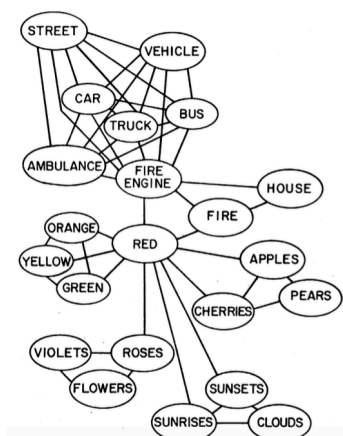 STREET
VEHICLE
CAR
TRUCK
BUS
AMBULANCE
FIRE
ENGINE
HOUSE
FIRE
ORANGE
RED
YELLOW
GREEN
APPLES
PEARS
CHERRIES
VIOLETS
ROSES
FLOWERS
SUNSETS
SUNRISES
CLOUDS